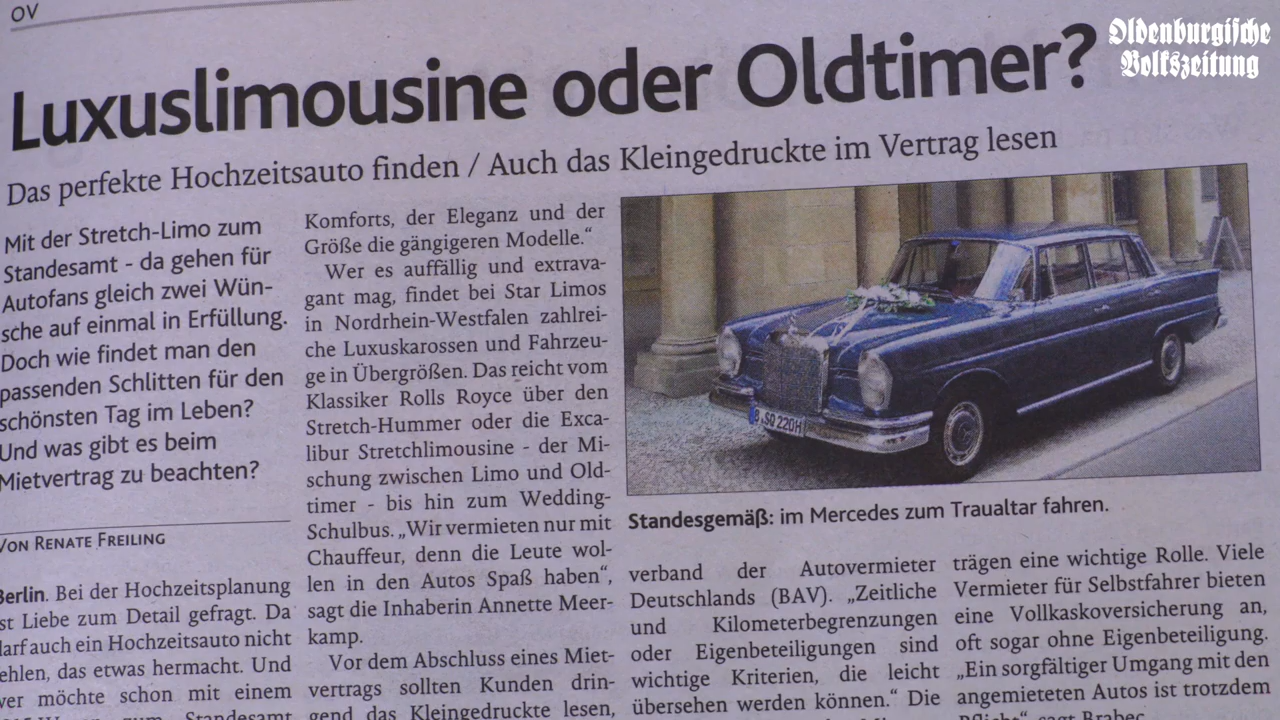 OV
Oldenburgische
Volkszeitung
Luxuslimousine oder Oldtimer?
Das perfekte Hochzeitsauto finden / Auch das Kleingedruckte im Vertrag lesen
Mit der Stretch-Limo zum
Standesamt - da gehen für
Autofans gleich zwei Wün-
sche auf einmal in Erfüllung.
Doch wie findet man den
passenden Schlitten für den
schönsten Tag im Leben?
Und was gibt es beim
Mietvertrag zu beachten?
VON RENATE FREILING
Berlin. Bei der Hochzeitsplanung
st Liebe zum Detail gefragt. Da
darf auch ein Hochzeitsauto nicht
ehlen, das etwas hermacht. Und
wer möchte schon mit einem
zum Standesamt
Komforts, der Eleganz und der
Größe die gängigeren Modelle.“
Wer es auffällig und extrava-
gant mag, findet bei Star Limos
in Nordrhein-Westfalen zahlrei-
che Luxuskarossen und Fahrzeu-
ge in Übergrößen. Das reicht vom
Klassiker Rolls Royce über den
Stretch-Hummer oder die Exca-
libur Stretchlimousine - der Mi-
schung zwischen Limo und Old-
timer - bis hin zum Wedding-
Schulbus. „Wir vermieten nur mit
Chauffeur, denn die Leute wol-
len in den Autos Spaß haben“,
sagt die Inhaberin Annette Meer-
kamp.
Vor dem Abschluss eines Miet-
vertrags sollten Kunden drin-
gend das Kleingedruckte lesen,
B SQ 220H
Standesgemäß: im Mercedes zum Traualtar fahren.
verband der Autovermieter
Deutschlands (BAV). „Zeitliche
und Kilometerbegrenzungen
oder Eigenbeteiligungen sind
wichtige Kriterien, die leicht
übersehen werden können.“ Die
trägen eine wichtige Rolle. Viele
Vermieter für Selbstfahrer bieten
eine Vollkaskoversicherung an,
oft sogar ohne Eigenbeteiligung.
„Ein sorgfältiger Umgang mit den
angemieteten Autos ist trotzdem
Pflicht“, sagt Brabec.